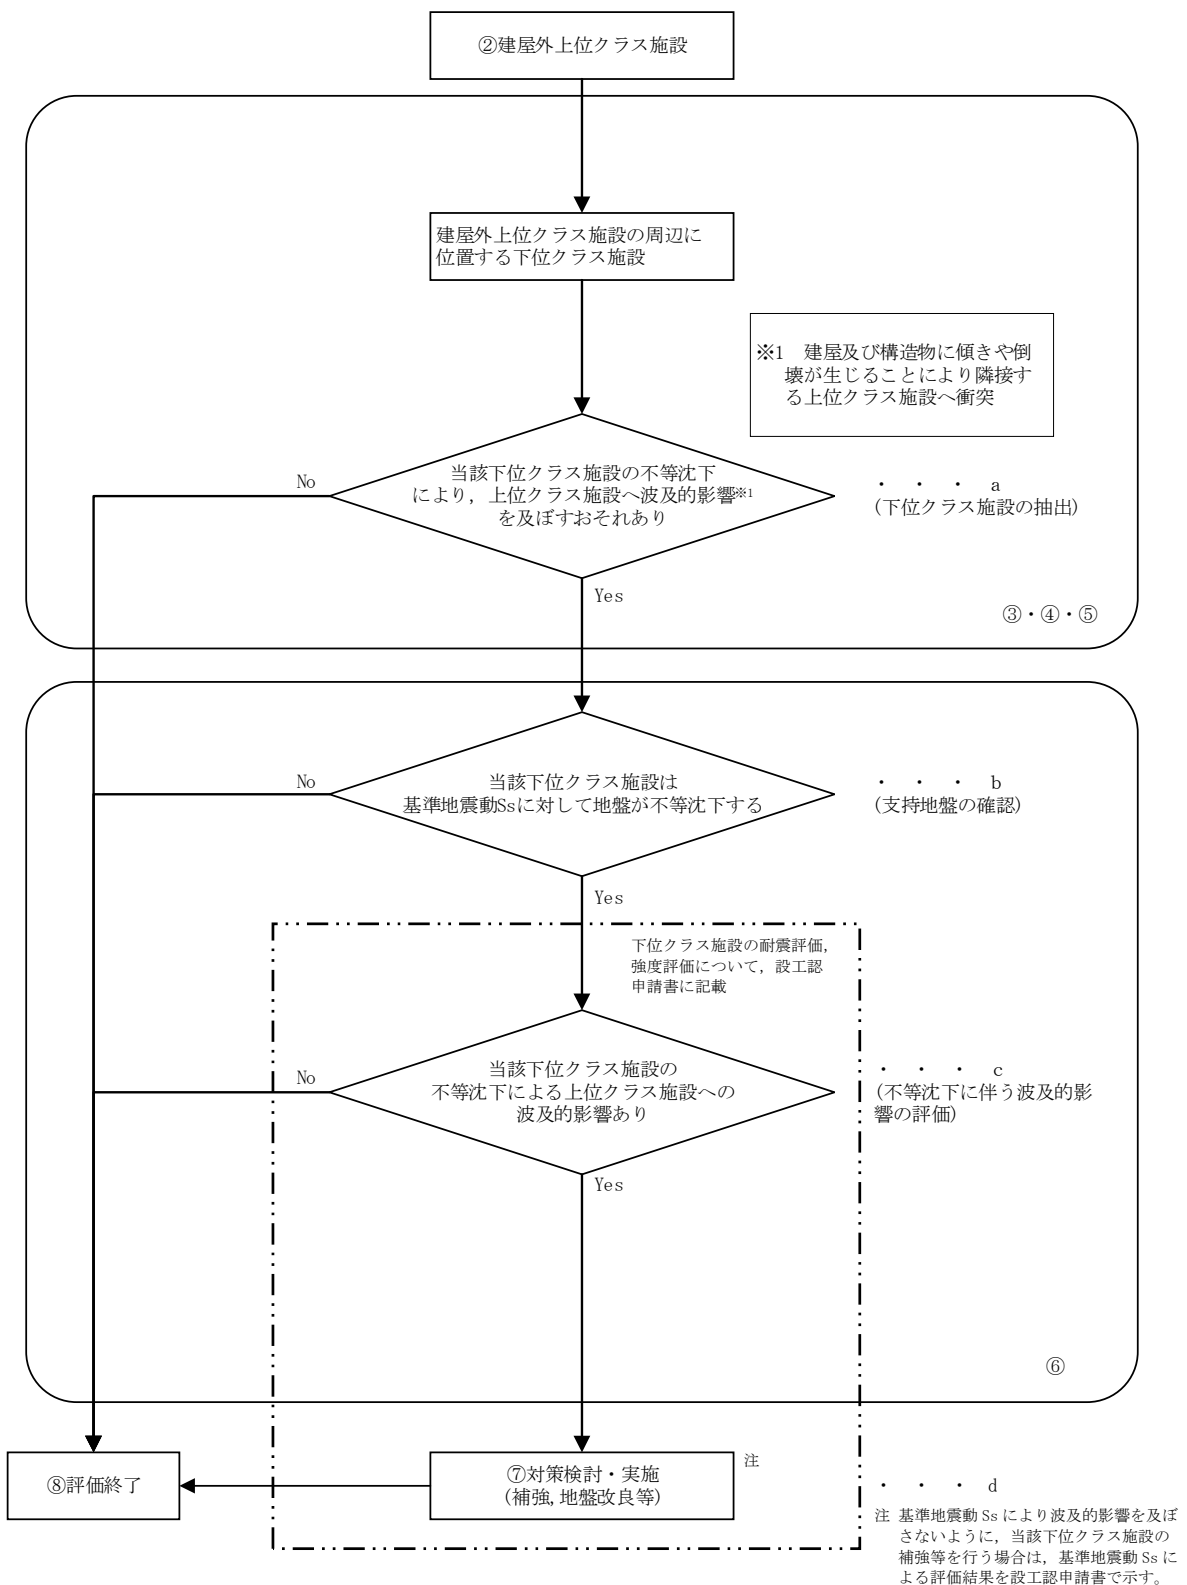 ②建屋外上位クラス施設
建屋外上位クラス施設の周辺に
位置する下位クラス施設
※1　建屋及び構造物に傾きや倒
壊が生じることにより隣接す
る上位クラス施設へ衝突
No
当該下位クラス施設の不等沈下
により，上位クラス施設へ波及的影響※1
を及ぼすおそれあり
・　・　・　a
(下位クラス施設の抽出)
Yes
③・④・⑤
No
当該下位クラス施設は
基準地震動Ssに対して地盤が不等沈下する
・　・　・　b
(支持地盤の確認)
Yes
下位クラス施設の耐震評価，
強度評価について，設工認
申請書に記載
No
当該下位クラス施設の
不等沈下による上位クラス施設への
波及的影響あり
・　・　・　c
(不等沈下に伴う波及的影
響の評価)
Yes
⑥
⑧評価終了
⑦対策検討・実施
(補強,地盤改良等)
注
・　・　・　d
注 基準地震動 Ss により波及的影響を及ぼ
さないように，当該下位クラス施設の
補強等を行う場合は，基準地震動 Ss に
よる評価結果を設工認申請書で示す。